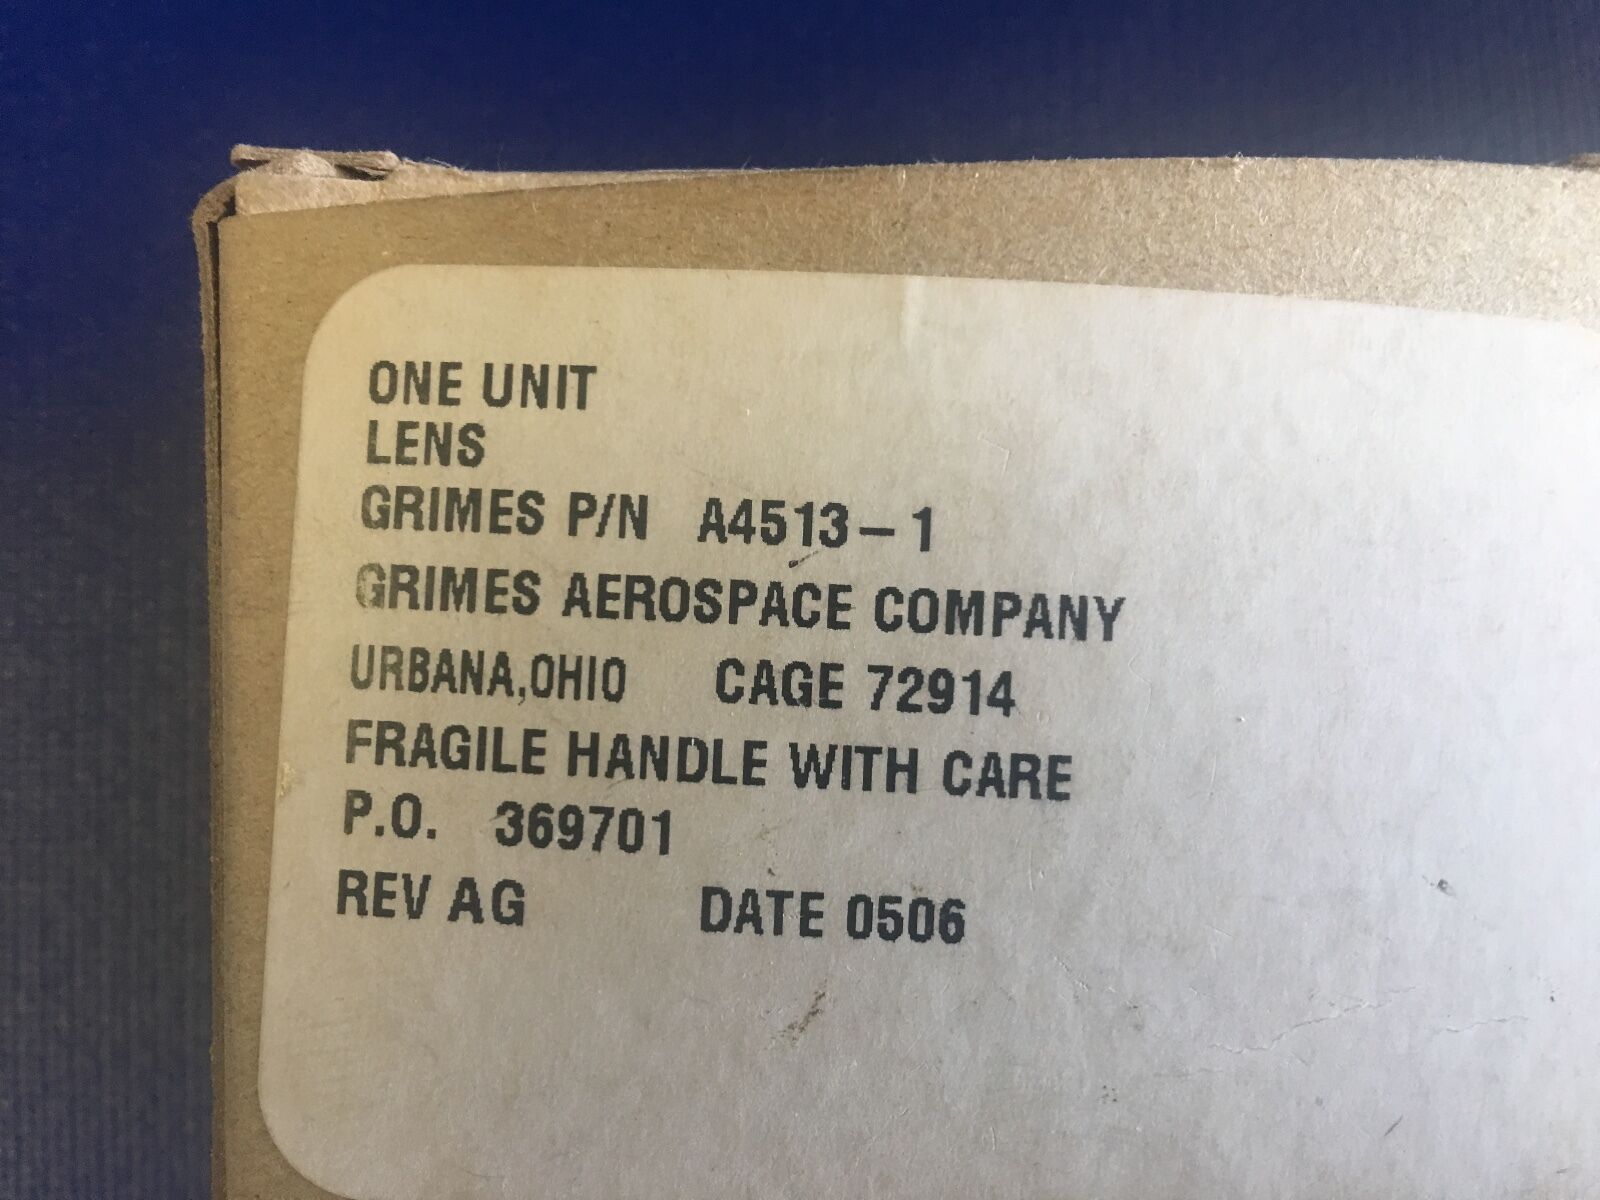 ONE UNIT
LENS
GRIMES P/N A4513-1
GRIMES AEROSPACE COMPANY
URBANA,OHIO CAGE 72914
FRAGILE HANDLE WITH CARE
P.O. 369701
REV AG DATE 0506